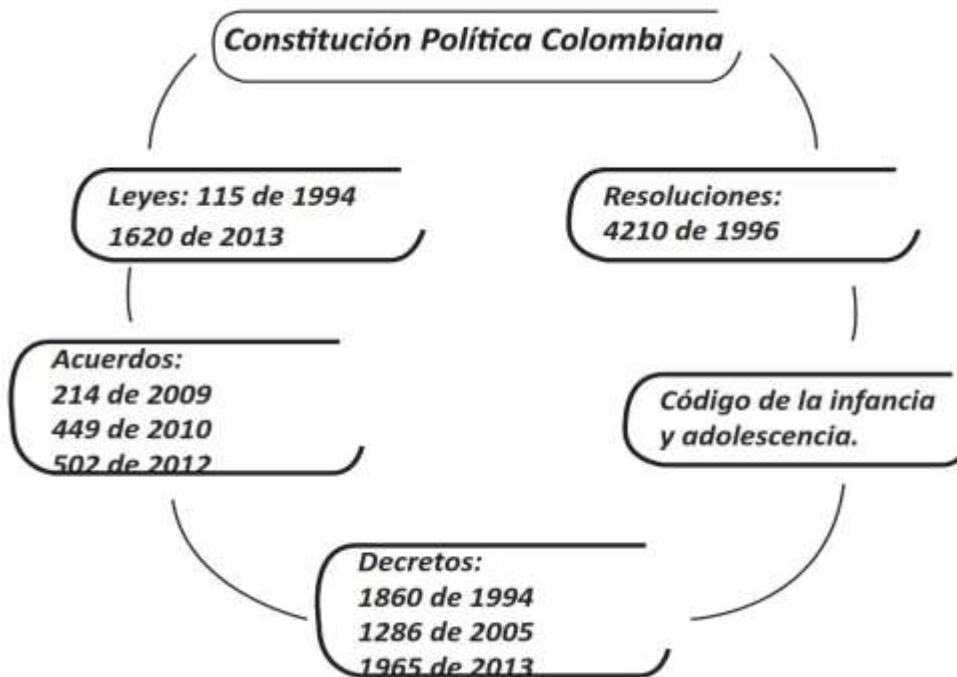 Constitución Política Colombiana
Leyes: 115 de 1994
1620 de 2013
Resoluciones:
4210 de 1996
Acuerdos:
214 de 2009
449 de 2010
502 de 2012
Código de la infancia
y adolescencia.
Decretos:
1860 de 1994
1286 de 2005
1965 de 2013